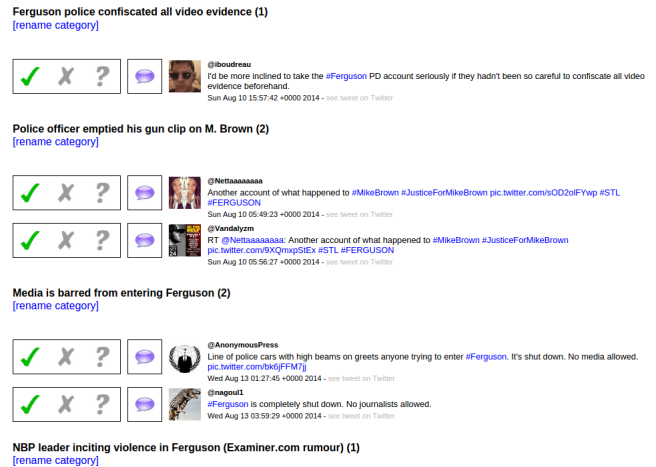 Ferguson police confiscated all video evidence (1)
[rename category]
@iboudreau
I'd be more inclined to take the #Ferguson PD account seriously if they hadn't been so careful to confiscate all video
evidence beforehand.
Sun Aug 10 15:57:42 +0000 2014 - see tweet on Twitter
Police officer emptied his gun clip on M. Brown (2)
[rename category]
@Nettaaaaaaaa
Another account of what happened to #MikeBrown #JusticeForMikeBrown pic.twitter.com/sOD2olFYwp #STL
#FERGUSON
Sun Aug 10 05:49:23 +0000 2014 - see tweet on Twitter
@Vandalyzm
RT @Nettaaaaaaaa: Another account of what happened to #MikeBrown #JusticeForMikeBrown
pic.twitter.com/9XQmxpStEx #STL #FERGUSON
Sun Aug 10 05:56:27 +0000 2014 - see tweet on Twitter
Media is barred from entering Ferguson (2)
[rename category]
@AnonymousPress
Line of police cars with high beams on greets anyone trying to enter #Ferguson. It's shut down. No media allowed.
pic.twitter.com/bk6jFFM7jj
Wed Aug 13 01:27:45 +0000 2014 - see tweet on Twitter
@nagoul1
#Ferguson is completely shut down. No journalists allowed.
Wed Aug 13 03:59:29 +0000 2014 - see tweet on Twitter
NBP leader inciting violence in Ferguson (Examiner.com rumour) (1)
[rename category]